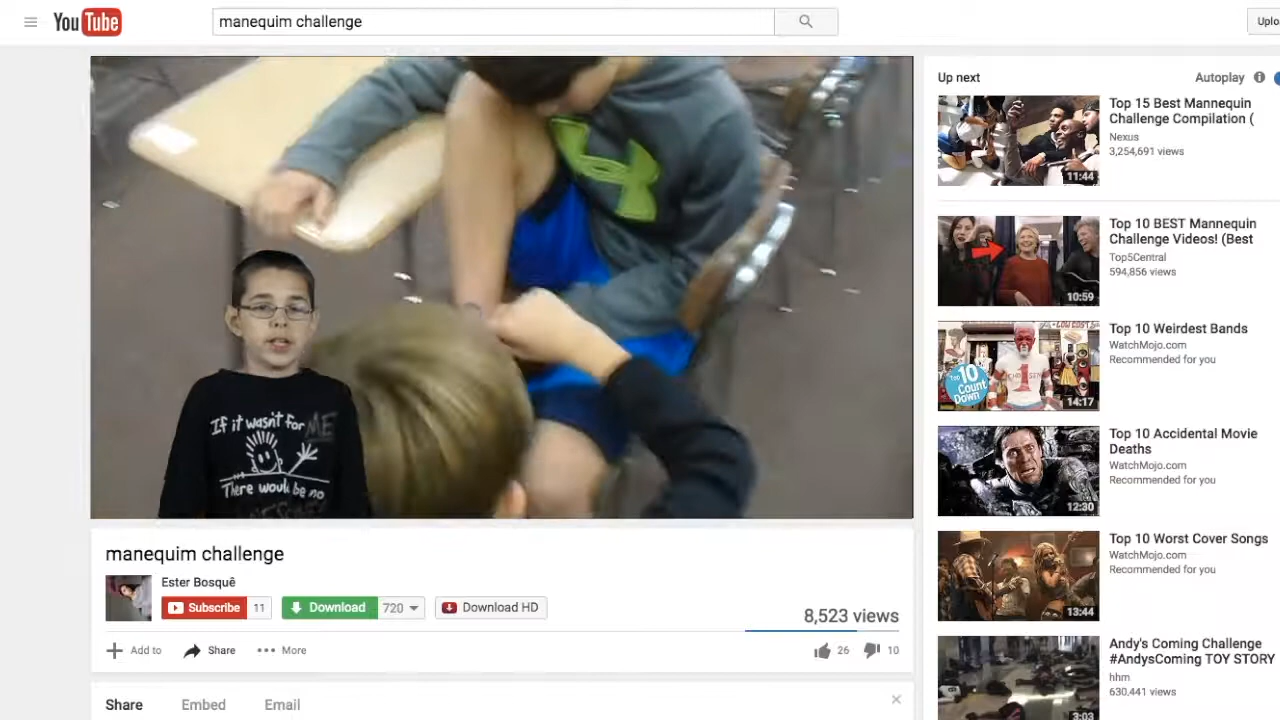 YouTube
manequim challenge
Uplo
If it wasn't for ME
There would be no
manequim challenge
Ester Bosquê
Subscribe 11 Download 720 Download HD
8,523 views
Add to Share More 26 10
Share Embed Email
Up next Autoplay
Top 15 Best Mannequin
Challenge Compilation (
Nexus
3,254,691 views
11:44
Top 10 BEST Mannequin
Challenge Videos! (Best
Top5Central
594,856 views
10:59
Top 10 Weirdest Bands
WatchMojo.com
Recommended for you
Top 10 Count Down
14:17
Top 10 Accidental Movie
Deaths
WatchMojo.com
Recommended for you
12:30
Top 10 Worst Cover Songs
WatchMojo.com
Recommended for you
13:44
Andy's Coming Challenge
#AndysComing TOY STORY
hhm
630,441 views
3:03